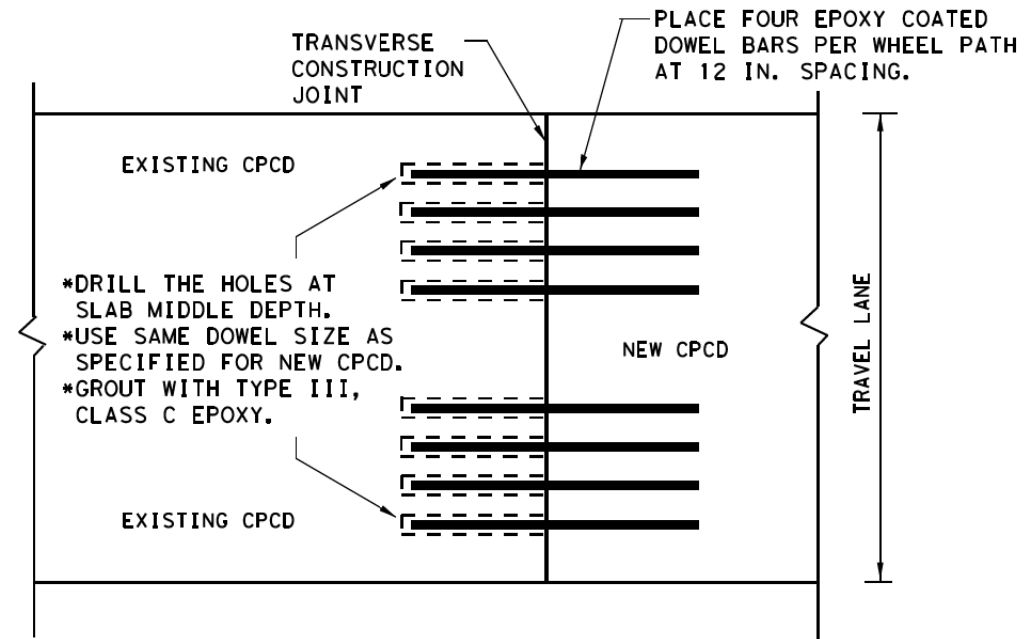 PLACE FOUR EPOXY COATED
DOWEL BARS PER WHEEL PATH
AT 12 IN. SPACING.
TRANSVERSE
CONSTRUCTION
JOINT
EXISTING CPCD
*DRILL THE HOLES AT
SLAB MIDDLE DEPTH.
*USE SAME DOWEL SIZE AS
SPECIFIED FOR NEW CPCD.
*GROUT WITH TYPE III,
CLASS C EPOXY.
NEW CPCD
TRAVEL LANE
EXISTING CPCD